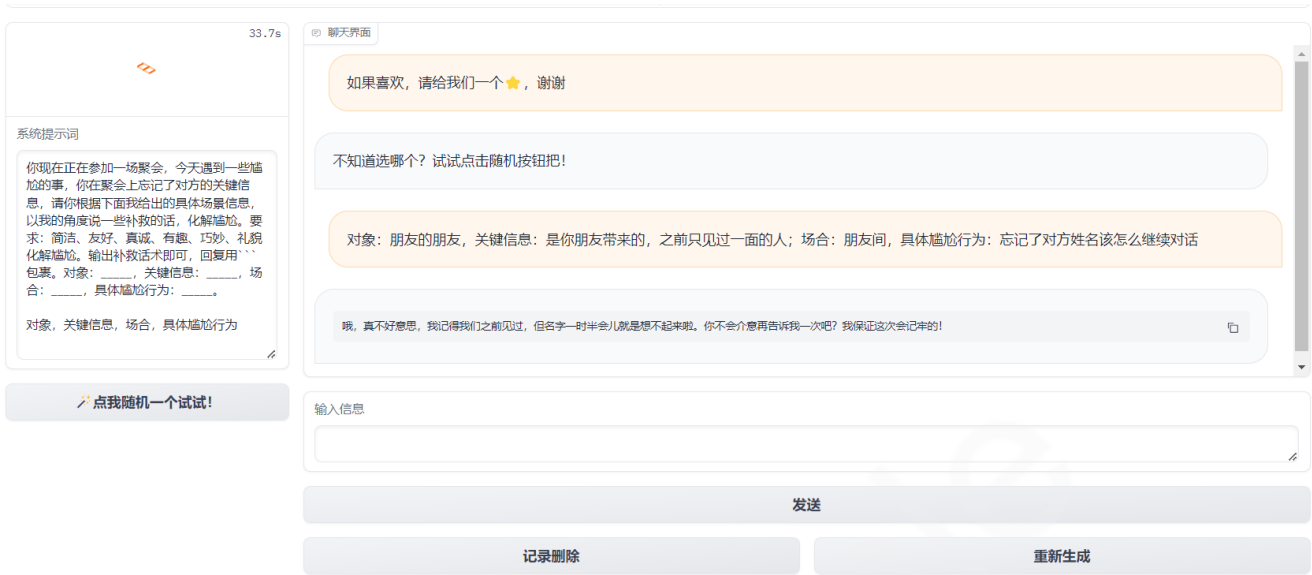 33.7s
系统提示词
你现在正在参加一场聚会，今天遇到一些尴
尬的事，你在聚会上忘记了对方的关键信
息，请你根据下面我给出的具体场景信息，
以我的角度说一些补救的话，化解尴尬。要
求：简洁、友好、真诚、有趣、巧妙、礼貌
化解尴尬。输出补救话术即可，回复用```
包裹。对象：_____，关键信息：_____，场
合：_____，具体尴尬行为：_____。
对象，关键信息，场合，具体尴尬行为
点我随机一个试试！
聊天界面
如果喜欢，请给我们一个⭐，谢谢
不知道选哪个？试试点击随机按钮把！
对象：朋友的朋友，关键信息：是你朋友带来的，之前只见过一面的人；场合：朋友间，具体尴尬行为：忘记了对方姓名该怎么继续对话
哦，真不好意思，我记得我们之前见过，但名字一时半会儿就是想不起来啦。你不会介意再告诉我一次吧？我保证这次会记牢的！
输入信息
发送
记录删除
重新生成